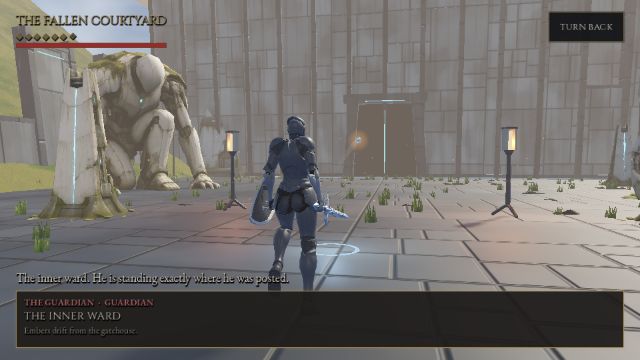 THE FALLEN COURTYARD
TURN BACK
The inner ward. He is standing exactly where he was posted.
THE GUARDIAN · GUARDIAN
THE INNER WARD
Embers drift from the gatehouse.